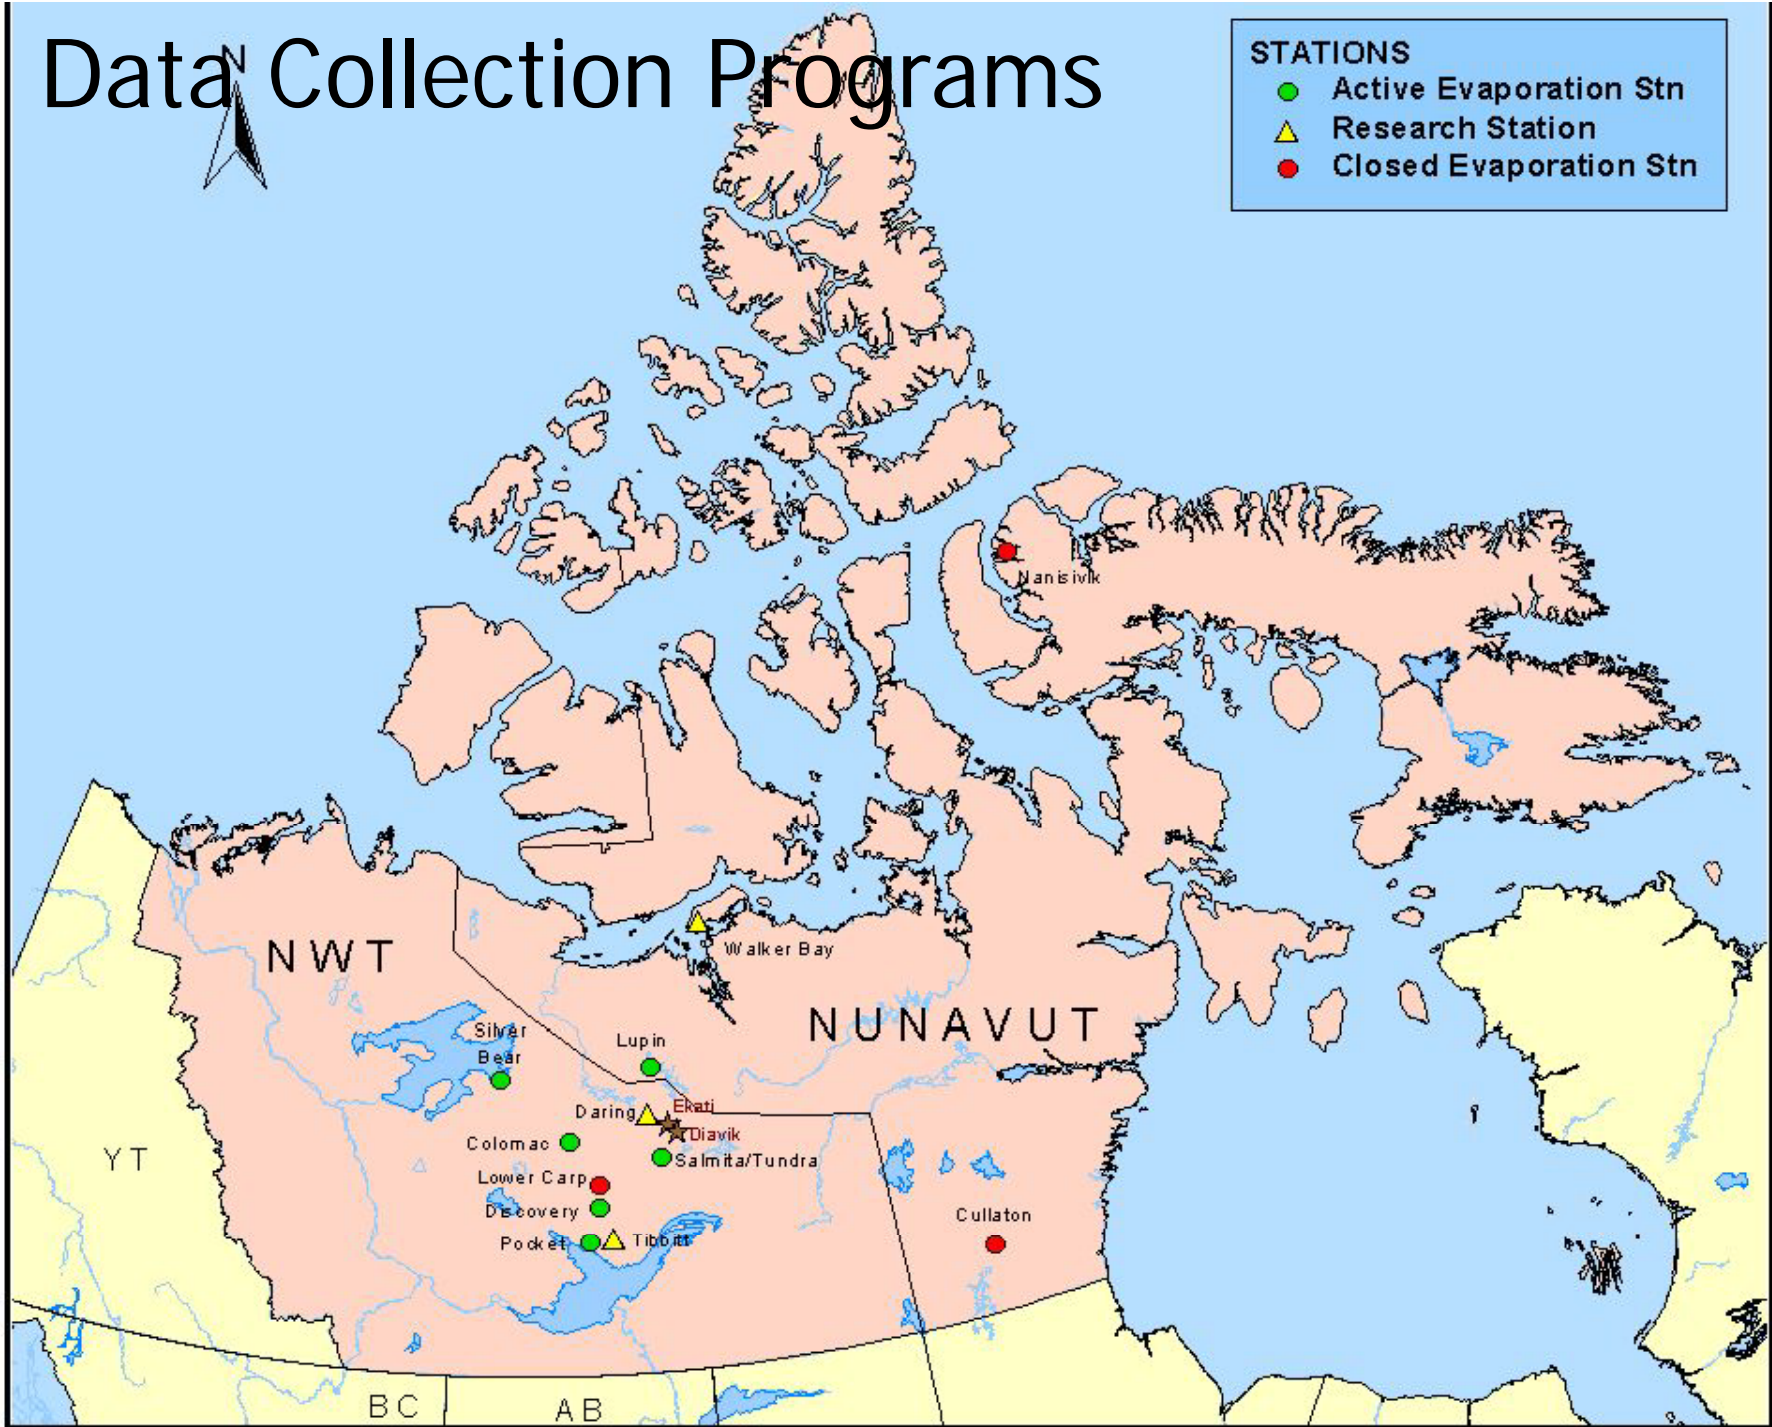 Data Collection Programs
N
STATIONS
Active Evaporation Stn
Research Station
Closed Evaporation Stn
Nanisivik
Walker Bay
NWT
NUNAVUT
Silver
Bear
Lupin
Daring
Ekati
Diavik
Colomac
Salmita/Tundra
Lower Carp
Discovery
Pocket
Tibbitt
Cullaton
YT
BC
AB